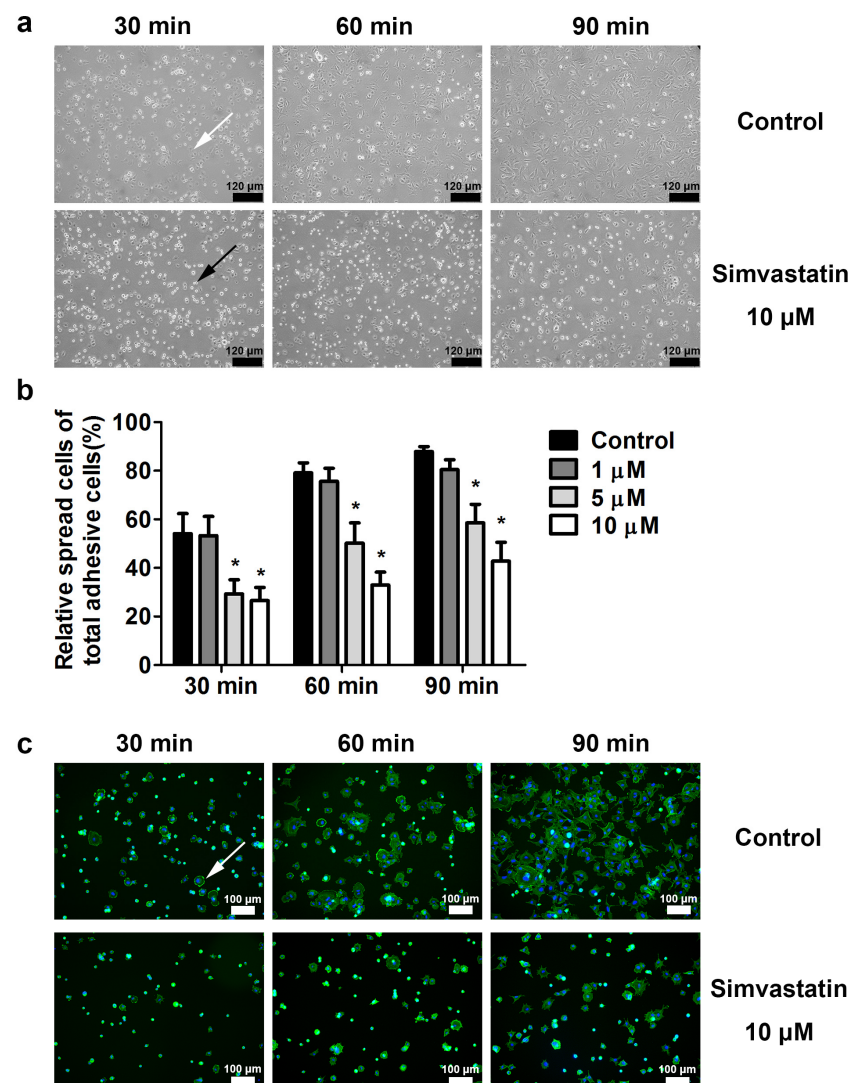 a
30 min 60 min 90 min
120 µm 120 µm 120 µm
Control
120 µm 120 µm 120 µm
Simvastatin
10 µM
b
Relative spread cells of
total adhesive cells(%)
100
80
60
40
20
0
* * * * * *
30 min 60 min 90 min
Control
1 µM
5 µM
10 µM
c
30 min 60 min 90 min
100 µm 100 µm 100 µm
Control
100 µm 100 µm 100 µm
Simvastatin
10 µM